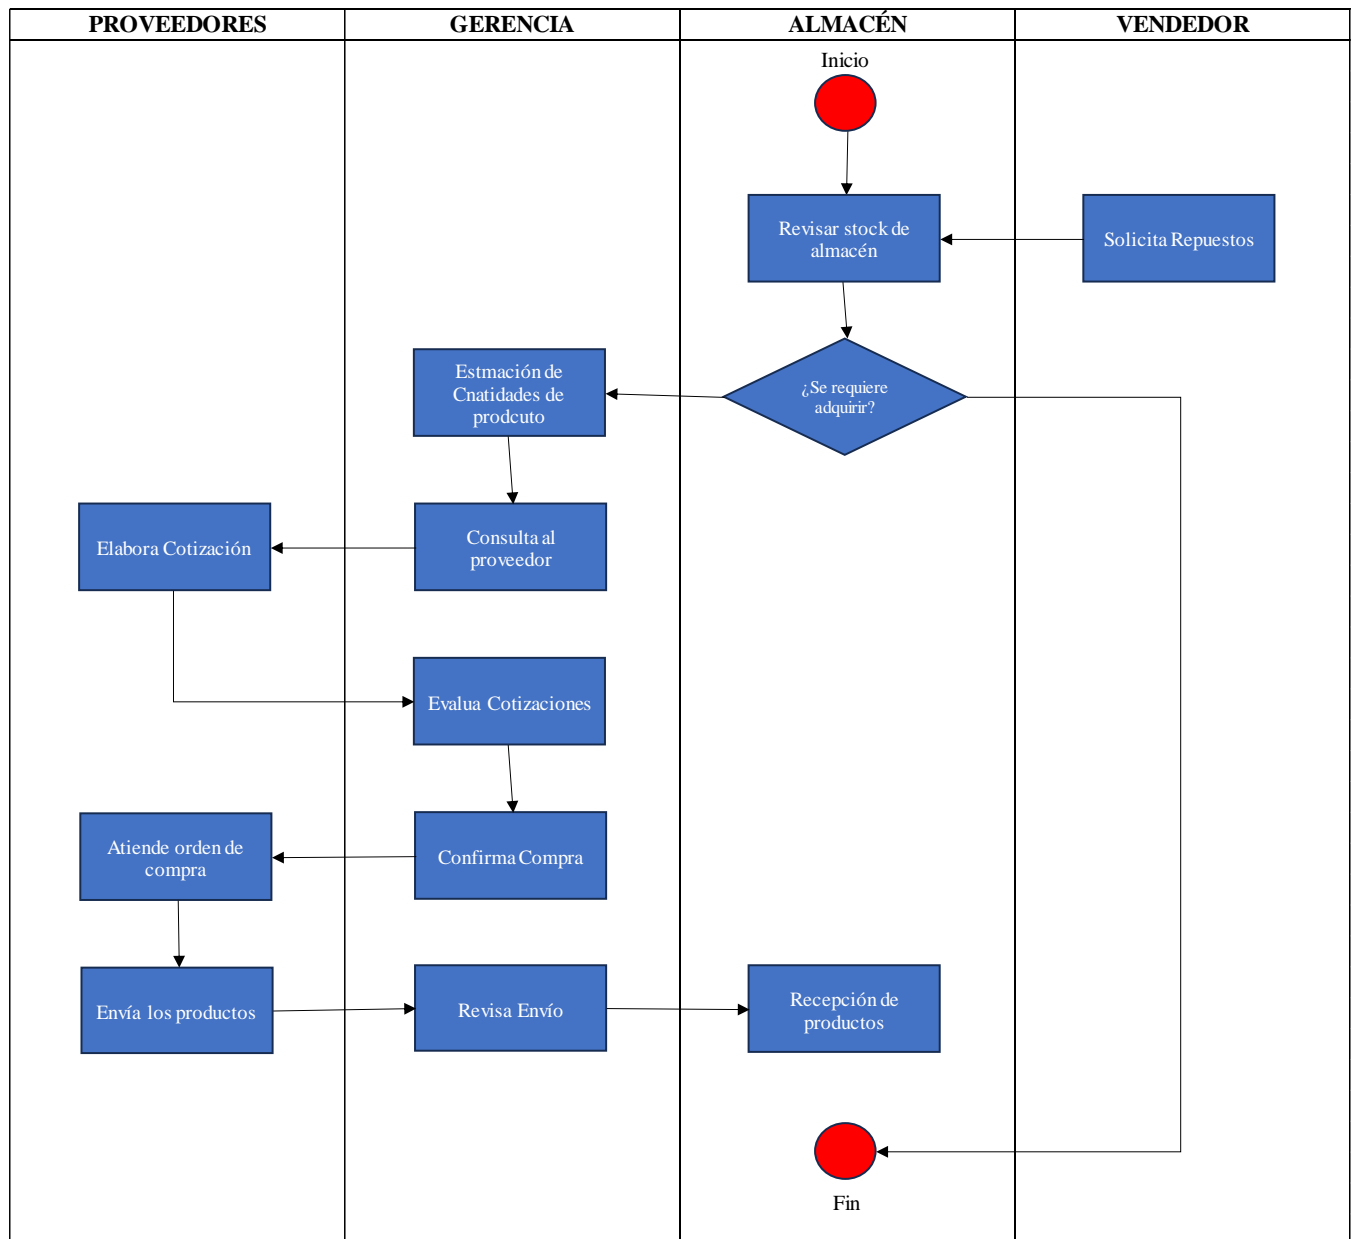 PROVEEDORES
GERENCIA
ALMACÉN
VENDEDOR
Inicio
Revisar stock de
almacén
Solicita Repuestos
Estmación de
Cnatidades de
prodcuto
¿Se requiere
adquirir?
Elabora Cotización
Consulta al
proveedor
Evalua Cotizaciones
Atiende orden de
compra
Confirma Compra
Envía los productos
Revisa Envío
Recepción de
productos
Fin